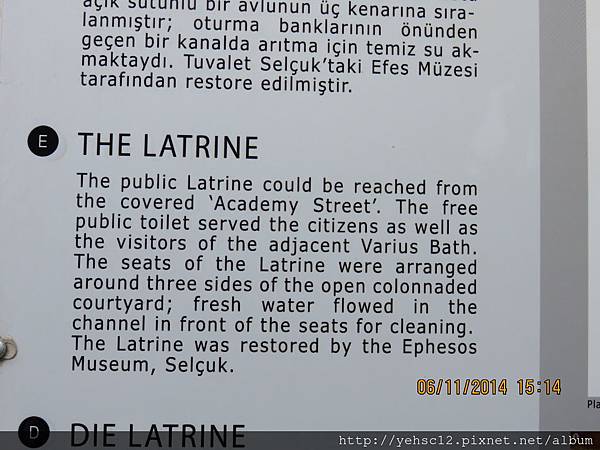 açık sütunlu bir avlunun üç kenarına sıra-
lanmıştır; oturma banklarının önünden
geçen bir kanalda arıtma için temiz su ak-
maktaydı. Tuvalet Selçuk'taki Efes Müzesi
tarafından restore edilmiştir.
E THE LATRINE
The public Latrine could be reached from
the covered 'Academy Street'. The free
public toilet served the citizens as well as
the visitors of the adjacent Varius Bath.
The seats of the Latrine were arranged
around three sides of the open colonnaded
courtyard; fresh water flowed in the
channel in front of the seats for cleaning.
The Latrine was restored by the Ephesos
Museum, Selçuk.
06/11/2014 15:14
Pla
D DIE LATRINE
http://yehsc12.pixnet.net/album